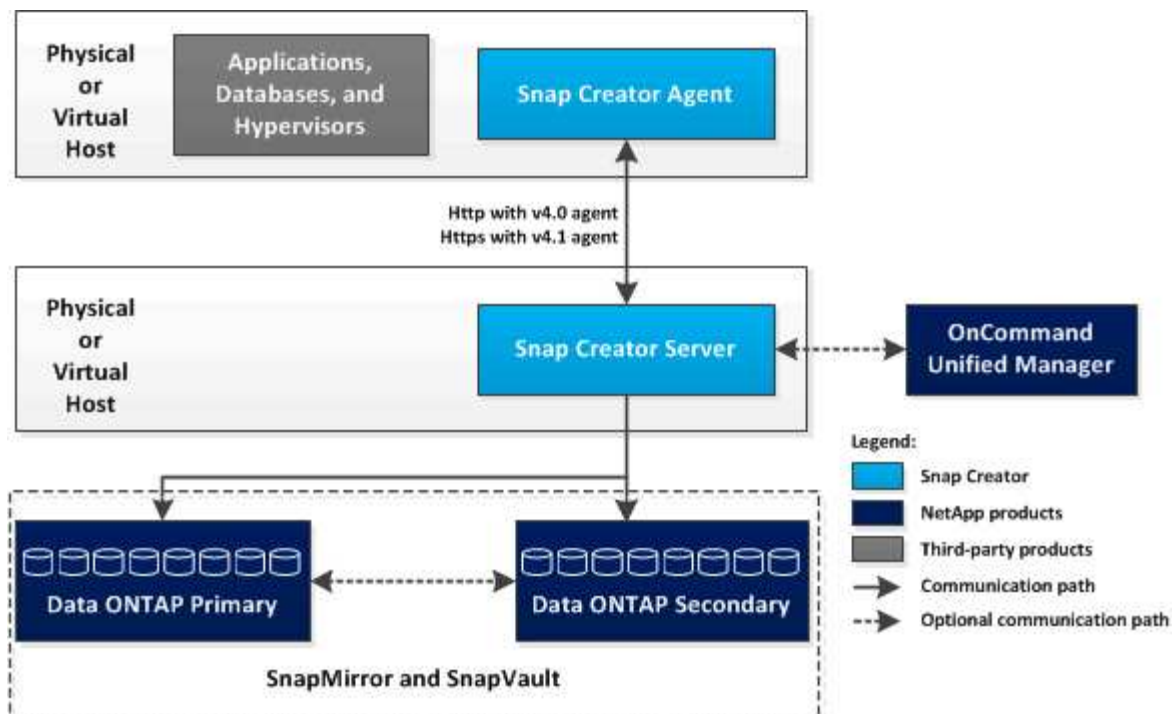 Physical
or
Virtual
Host
Applications,
Databases, and
Hypervisors
Snap Creator Agent
Http with v4.0 agent
Https with v4.1 agent
Physical
or
Virtual
Host
Snap Creator Server
OnCommand
Unified Manager
Legend:
Snap Creator
NetApp products
Third-party products
Communication path
Optional communication path
Data ONTAP Primary
Data ONTAP Secondary
SnapMirror and SnapVault